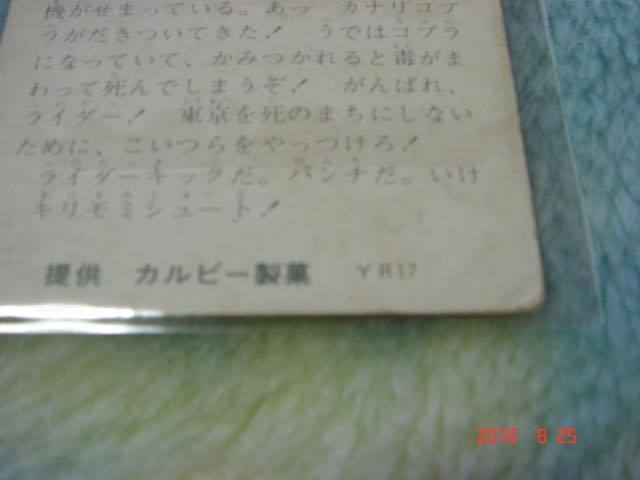 機がせまっている。あっ カナリコブ
ラがだきついてきた! うではコブラ
になっていて、かみつかれると毒がま
わって死んでしまうぞ! がんばれ、
ライダー! 東京を死のまちにしない
ために、こいつらをやっつけろ!
ライダーキックだ。パンチだ。いけ
キリモミシュート!
提供 カルビー製菓 YR17
2010 8 25